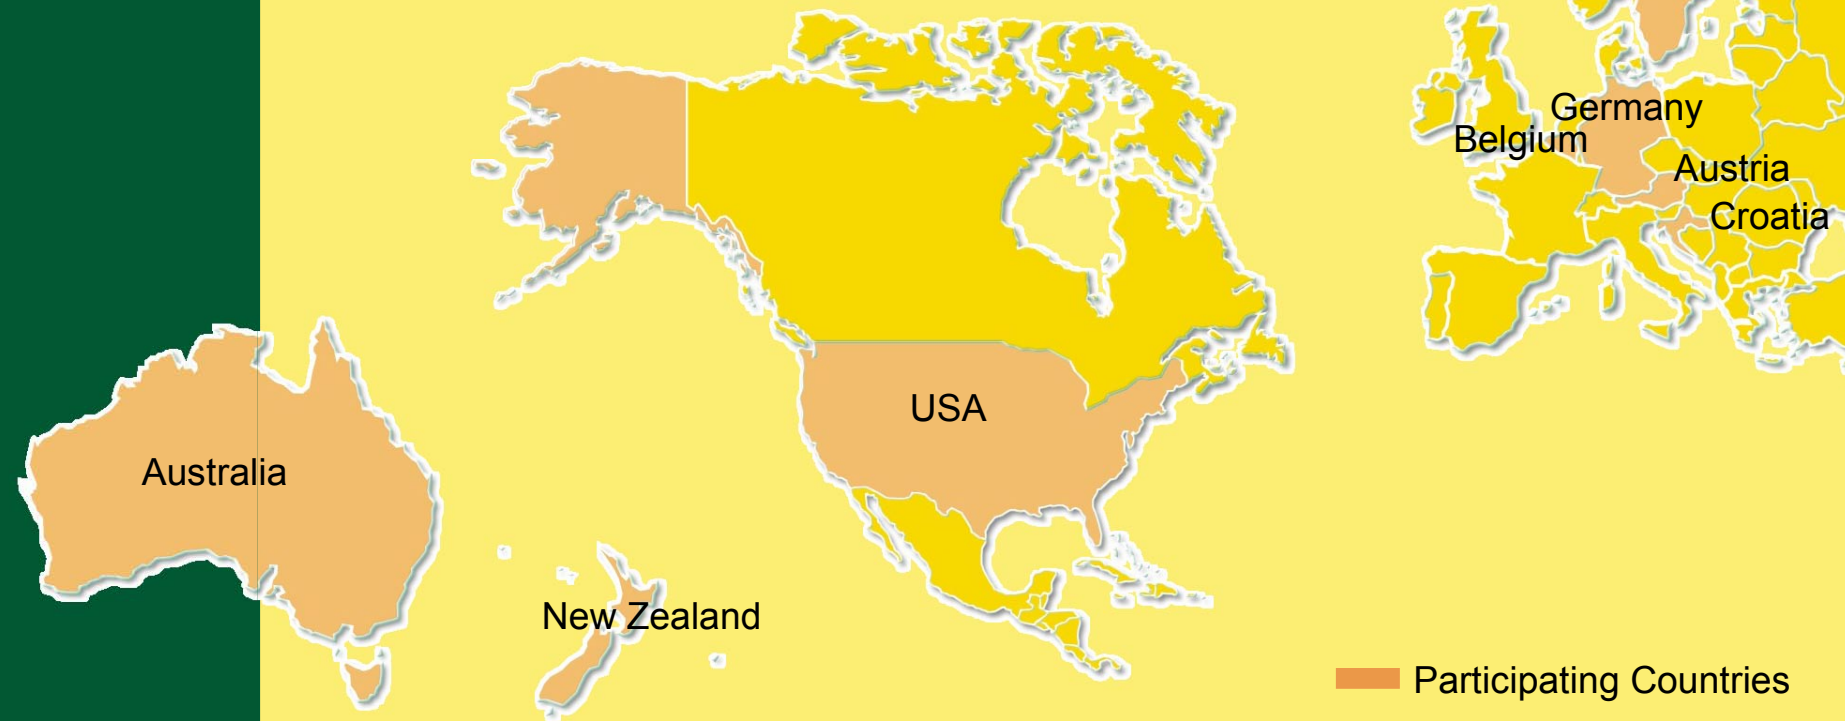 Germany
Belgium
Austria
Croatia
USA
Australia
New Zealand
Participating Countries